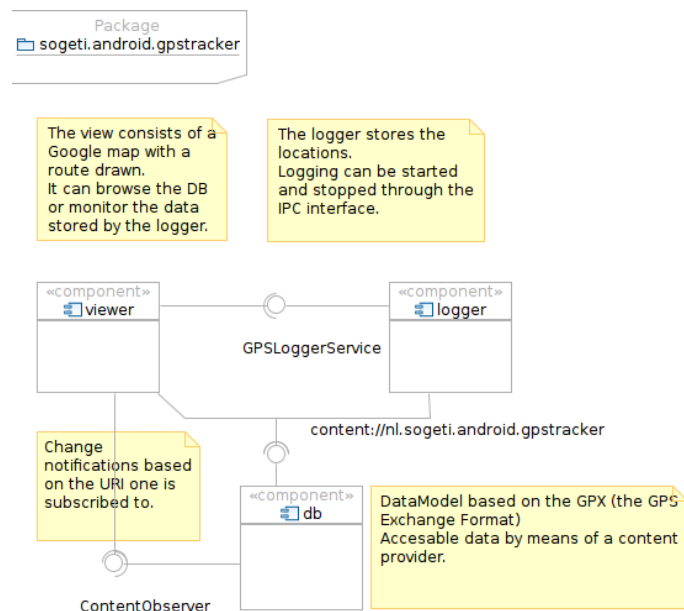 Package
sogeti.android.gpstracker
The view consists of a
Google map with a
route drawn.
It can browse the DB
or monitor the data
stored by the logger.
The logger stores the
locations.
Logging can be started
and stopped through the
IPC interface.
«component»
viewer
«component»
logger
GPSLoggerService
content://nl.sogeti.android.gpstracker
Change
notifications based
on the URI one is
subscribed to.
«component»
db
DataModel based on the GPX (the GPS
Exchange Format)
Accesable data by means of a content
provider.
ContentObserver